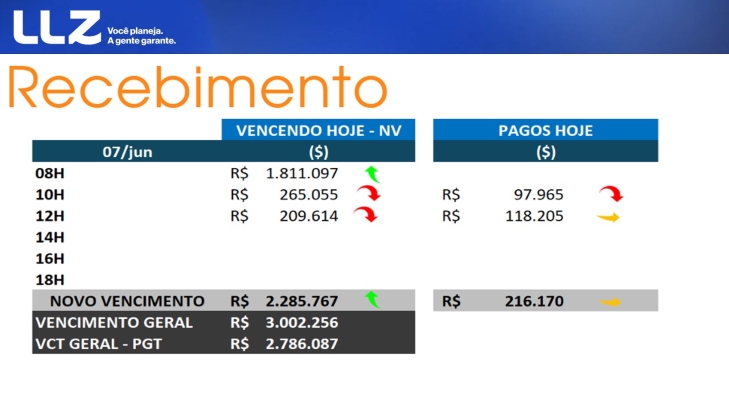 LLZ
Você planeja.
A gente garante.
Recebimento
VENCENDO HOJE - NV PAGOS HOJE
07/jun ($) ($)
08H R$ 1.811.097
10H R$ 265.055 R$ 97.965
12H R$ 209.614 R$ 118.205
14H
16H
18H
NOVO VENCIMENTO R$ 2.285.767 R$ 216.170
VENCIMENTO GERAL R$ 3.002.256
VCT GERAL - PGT R$ 2.786.087